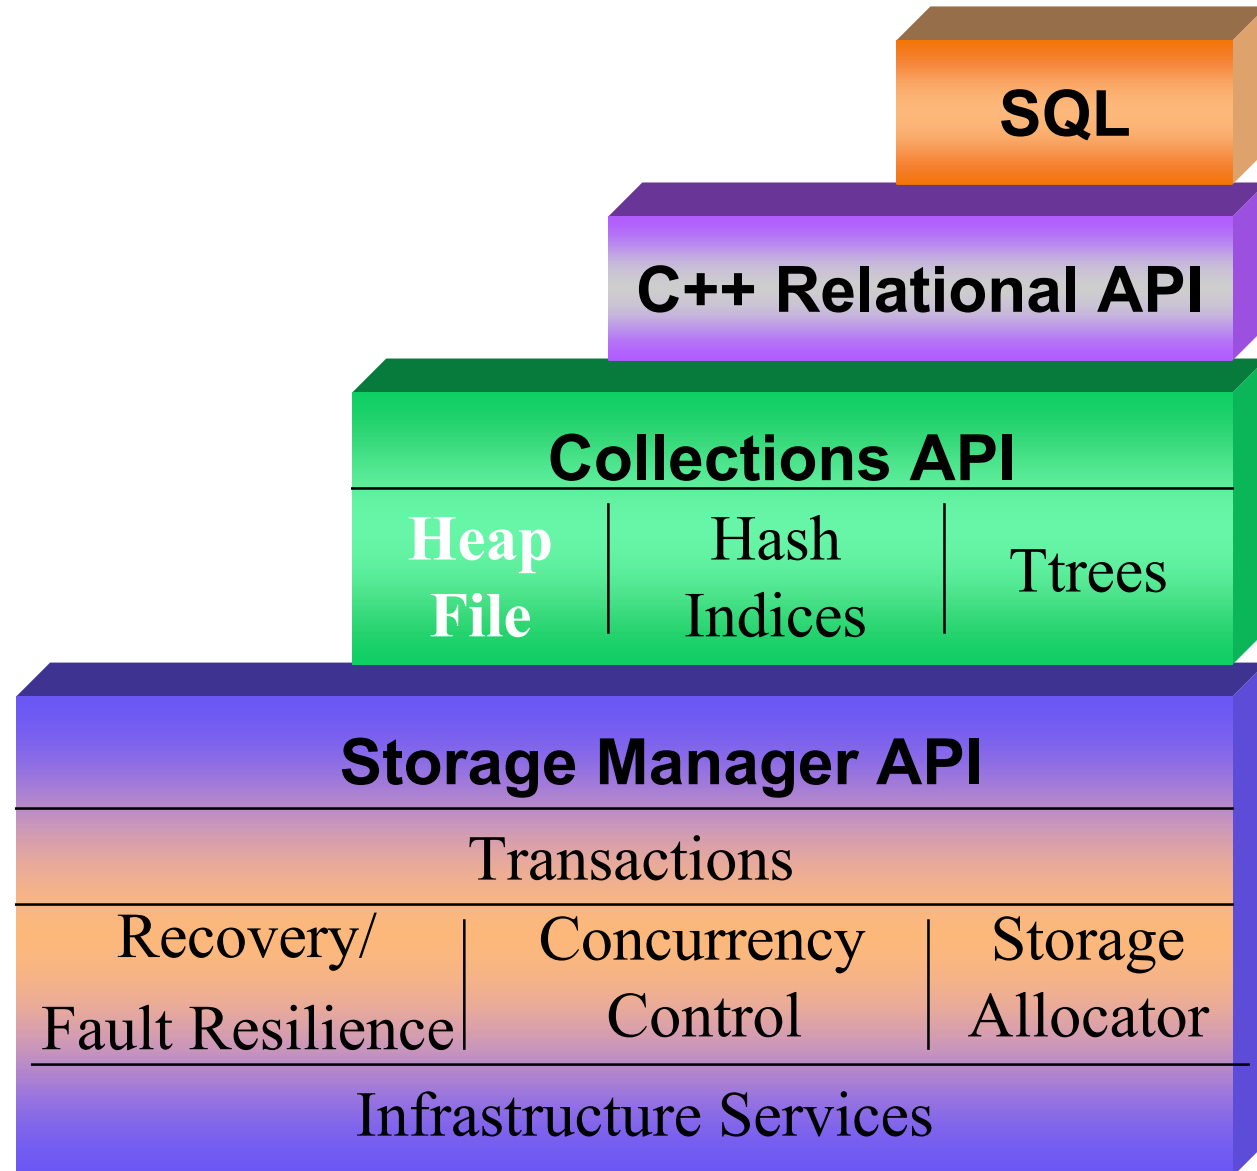 SQL
C++ Relational API
Collections API
Heap
File
Hash
Indices
Ttrees
Storage Manager API
Transactions
Recovery/
Fault Resilience
Concurrency
Control
Storage
Allocator
Infrastructure Services